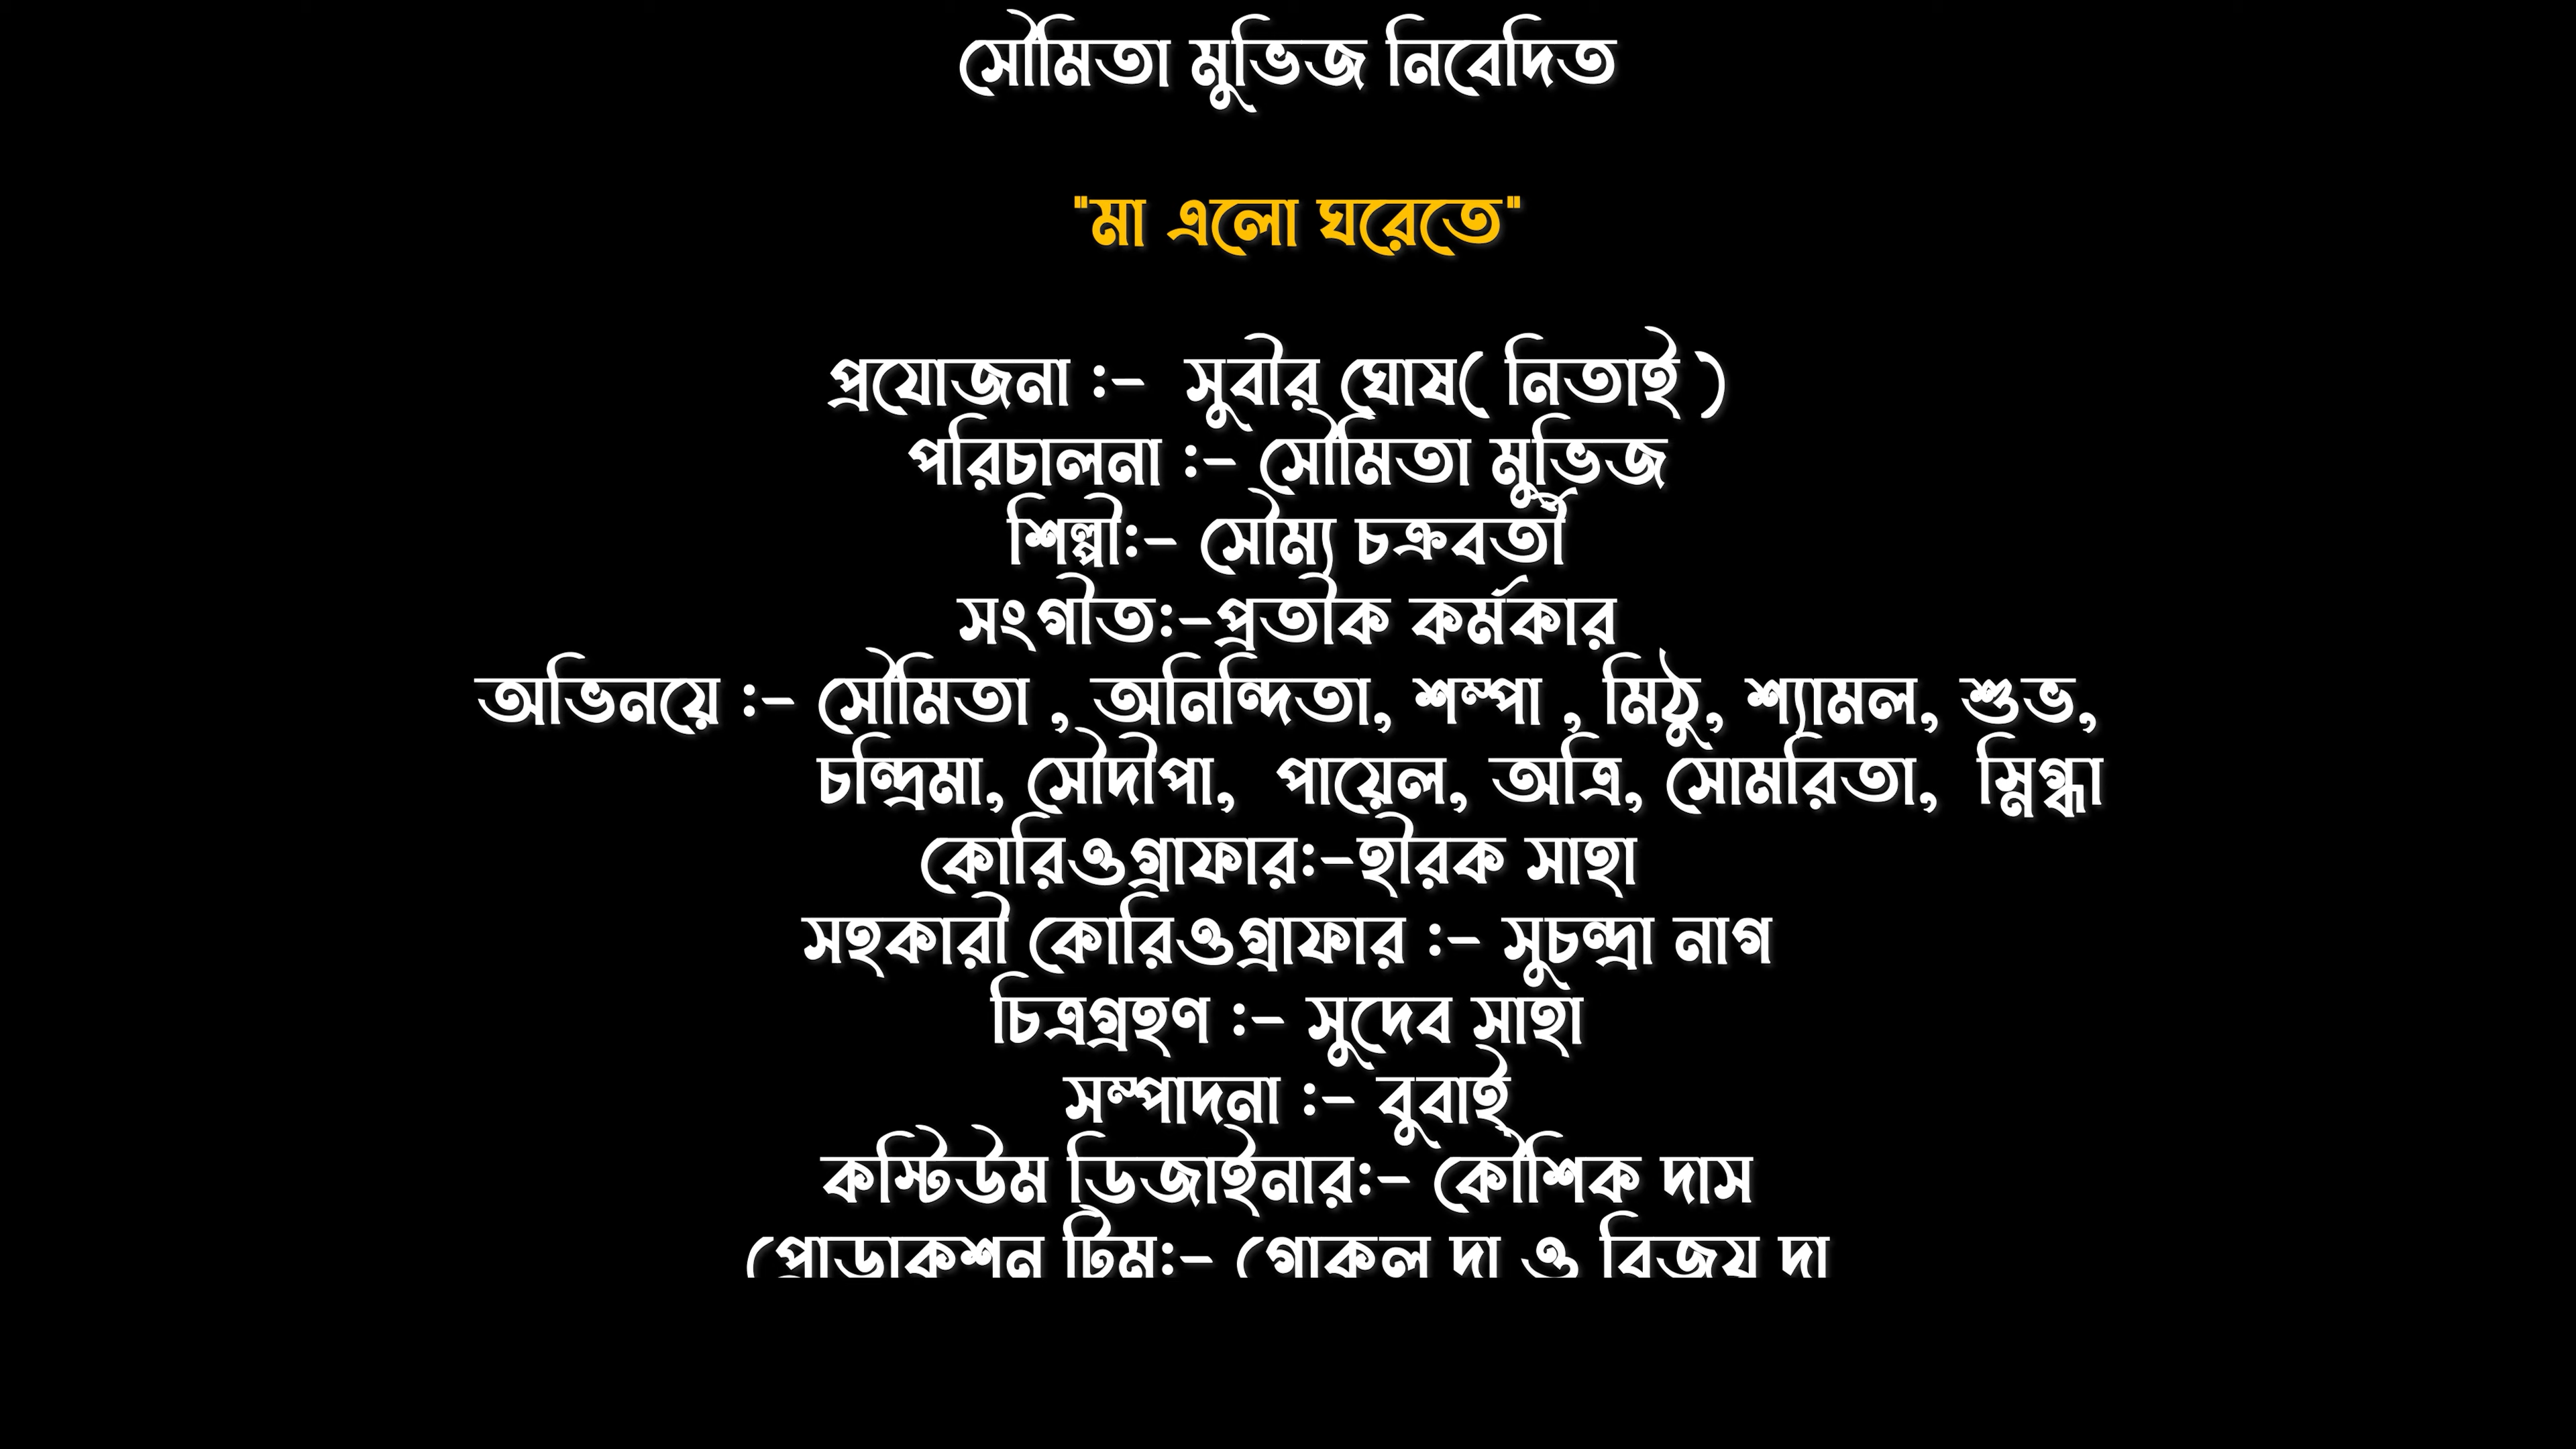 সৌমিতা মুভিজ নিবেদিত
"মা এলো ঘরেতে"
প্রযোজনা :- সুবীর ঘোষ( নিতাই )
পরিচালনা :- সৌমিতা মুভিজ
শিল্পী:- সৌম্য চক্রবর্তী
সংগীত:-প্রতীক কর্মকার
অভিনয়ে :- সৌমিতা , অনিন্দিতা, শম্পা , মিঠু, শ্যামল, শুভ,
চন্দ্রিমা, সৌদীপা, পায়েল, অত্রি, সোমরিতা, স্নিগ্ধা
কোরিওগ্রাফার:-হীরক সাহা
সহকারী কোরিওগ্রাফার :- সুচন্দ্রা নাগ
চিত্রগ্রহণ :- সুদেব সাহা
সম্পাদনা :- বুবাই
কস্টিউম ডিজাইনার:- কৌশিক দাস
প্রোডাকশন টিম:- গোকুল দা ও বিজয় দা